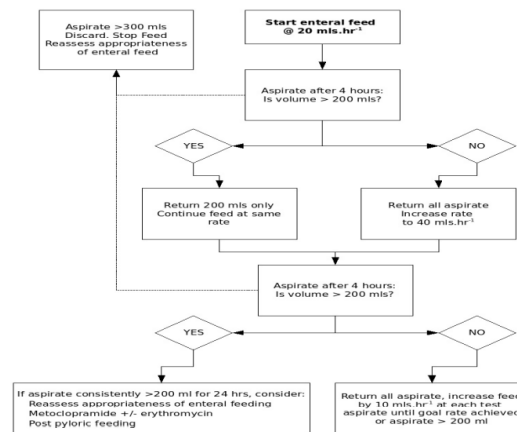 Aspirate >300 mls
Discard. Stop Feed
Reassess appropriateness
of enteral feed
Start enteral feed
@ 20 mls.hr⁻¹
Aspirate after 4 hours:
Is volume > 200 mls?
YES
NO
Return 200 mls only
Continue feed at same
rate
Return all aspirate
Increase rate
to 40 mls.hr⁻¹
Aspirate after 4 hours:
Is volume > 200 mls?
YES
NO
If aspirate consistently >200 ml for 24 hrs, consider:
Reassess appropriateness of enteral feeding
Metoclopramide +/- erythromycin
Post pyloric feeding
Return all aspirate, increase feed
by 10 mls.hr⁻¹ at each test
aspirate until goal rate achieved
or aspirate > 200 ml